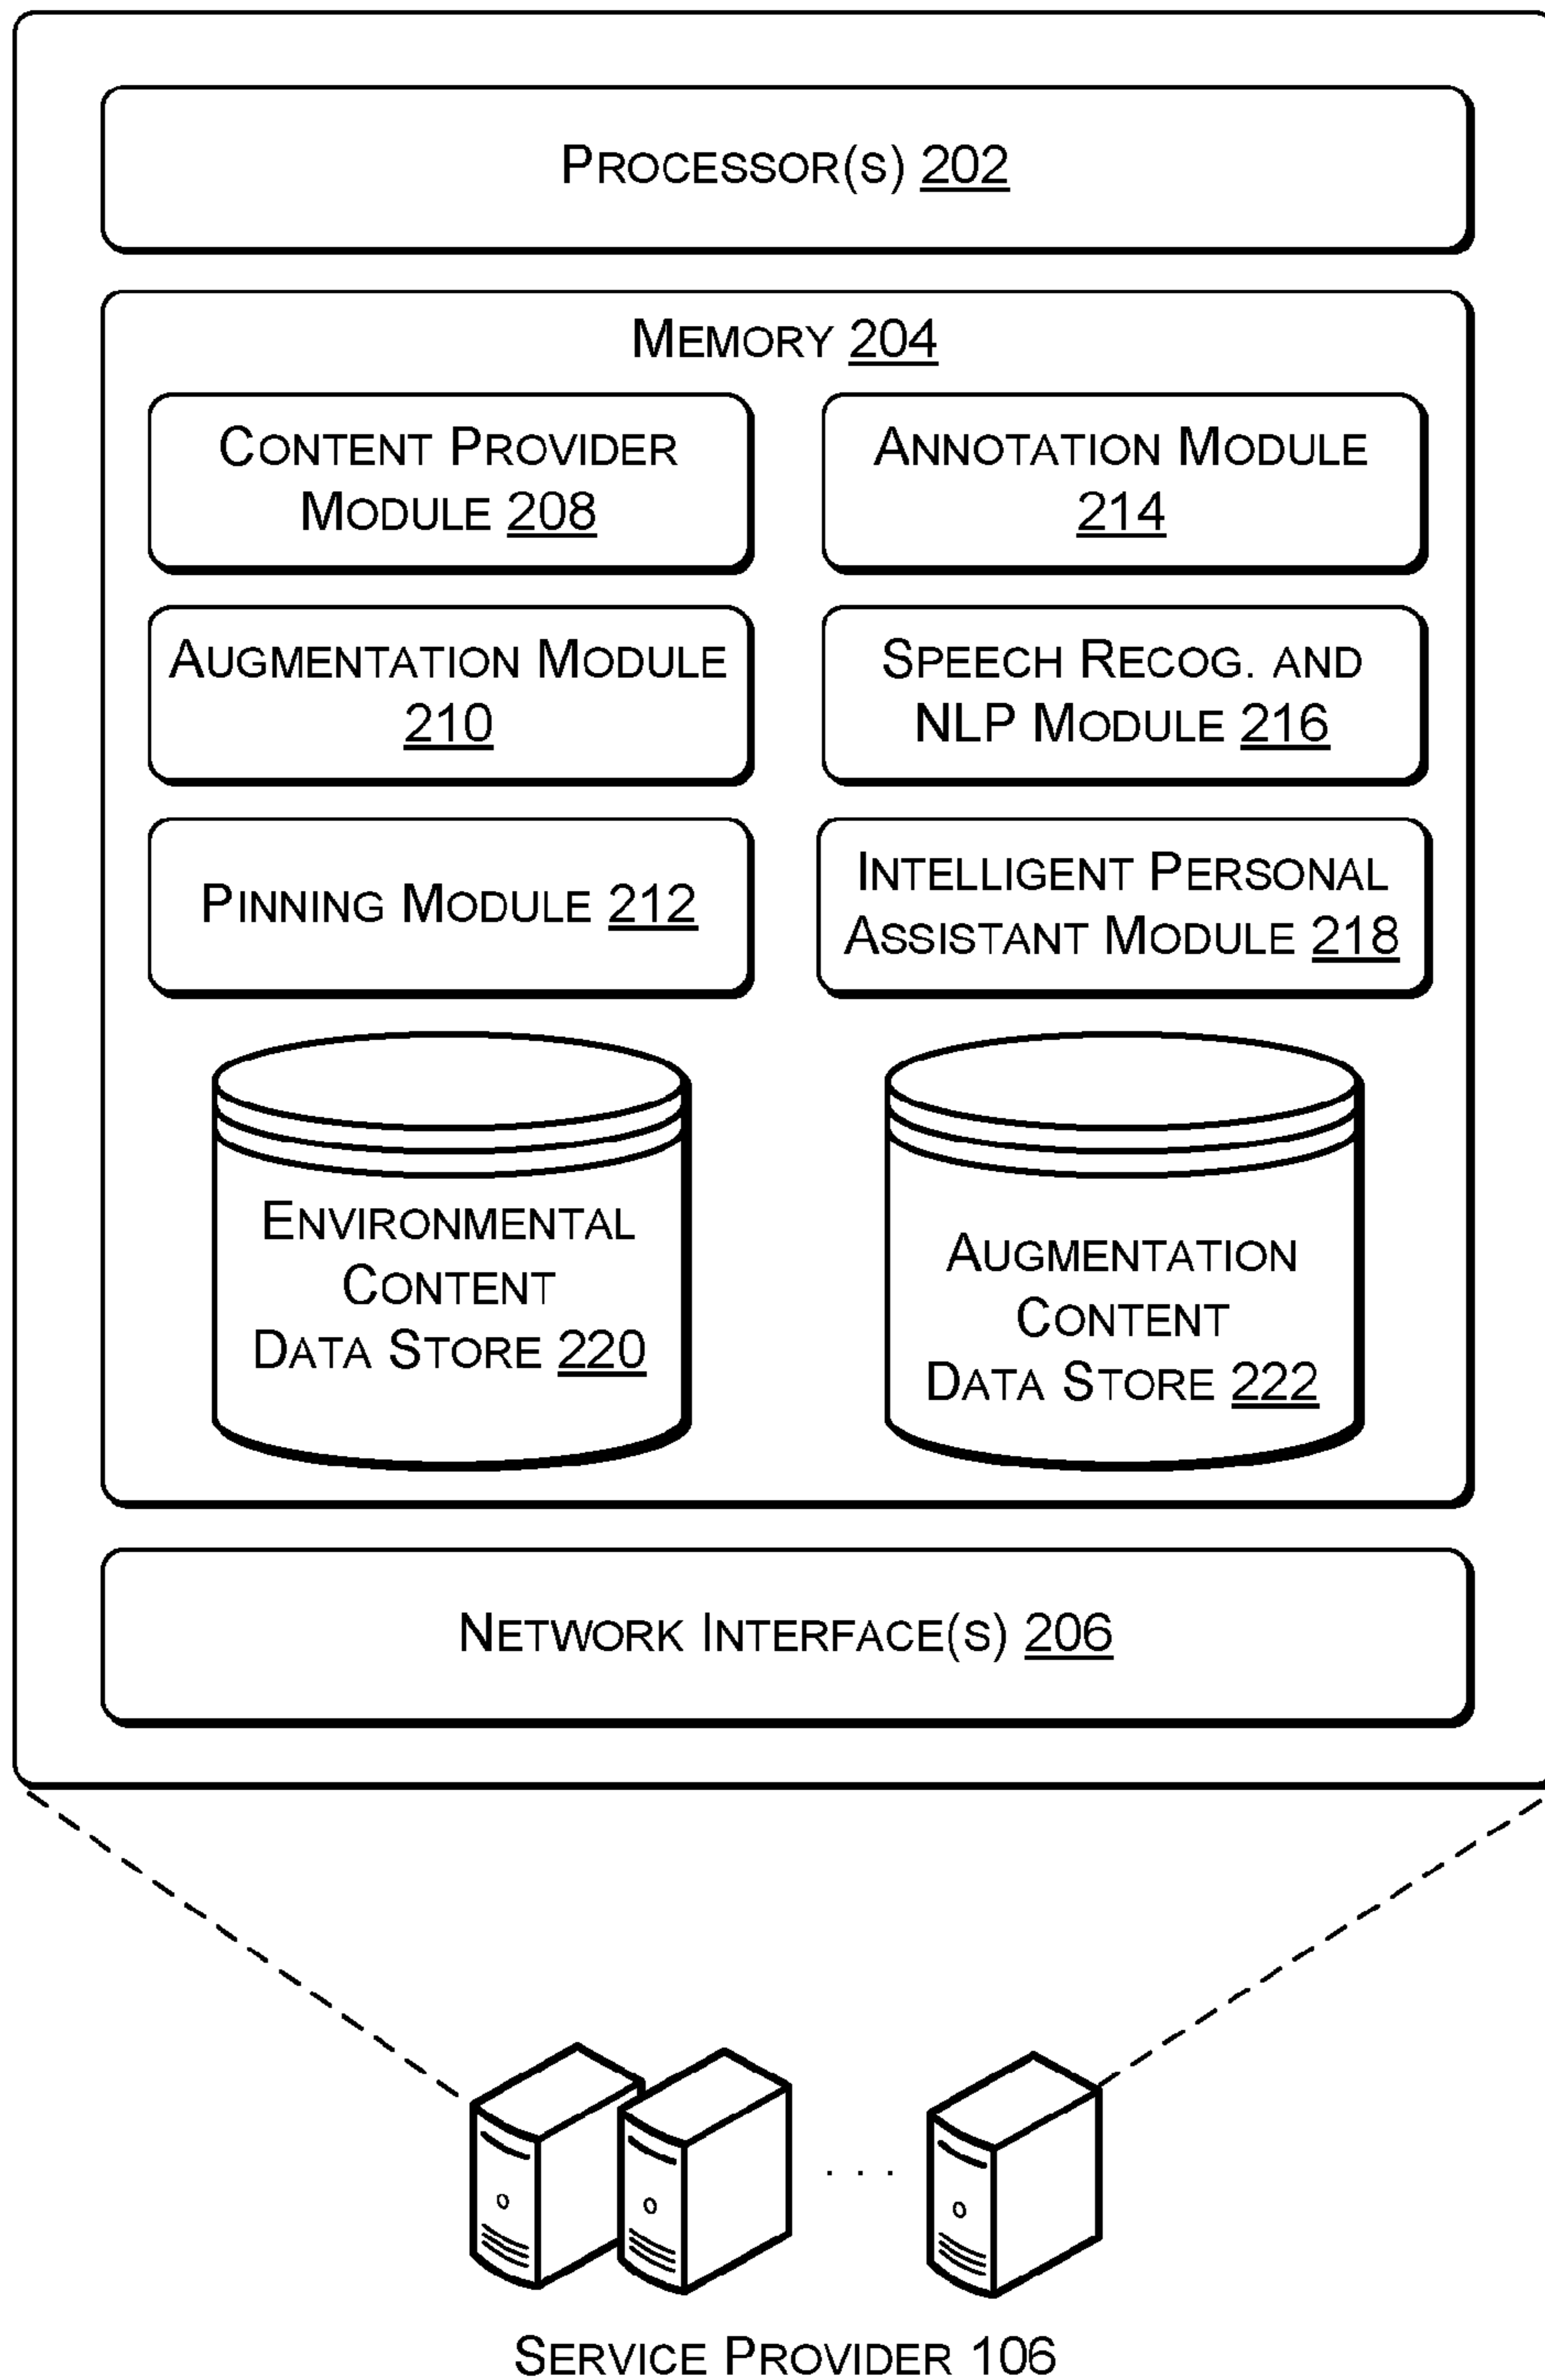 PROCESSOR(S) 202
MEMORY 204
CONTENT PROVIDER
MODULE 208
ANNOTATION MODULE
214
AUGMENTATION MODULE
210
SPEECH RECOG. AND
NLP MODULE 216
PINNING MODULE 212
INTELLIGENT PERSONAL
ASSISTANT MODULE 218
ENVIRONMENTAL
CONTENT
DATA STORE 220
AUGMENTATION
CONTENT
DATA STORE 222
NETWORK INTERFACE(S) 206
. . .
SERVICE PROVIDER 106